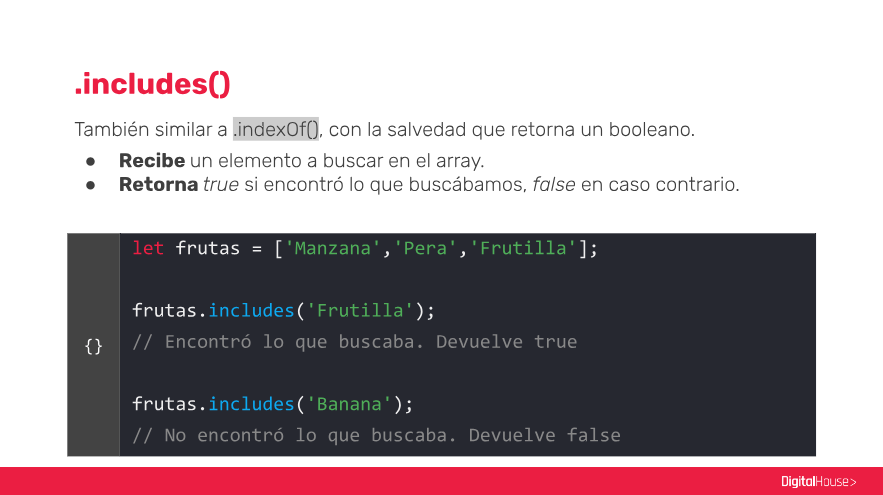 .includes()
También similar a .indexOf(), con la salvedad que retorna un booleano.
● Recibe un elemento a buscar en el array.
● Retorna true si encontró lo que buscábamos, false en caso contrario.
let frutas = ['Manzana','Pera','Frutilla'];
frutas.includes('Frutilla');
{}
// Encontró lo que buscaba. Devuelve true
frutas.includes('Banana');
// No encontró lo que buscaba. Devuelve false
DigitalHouse>